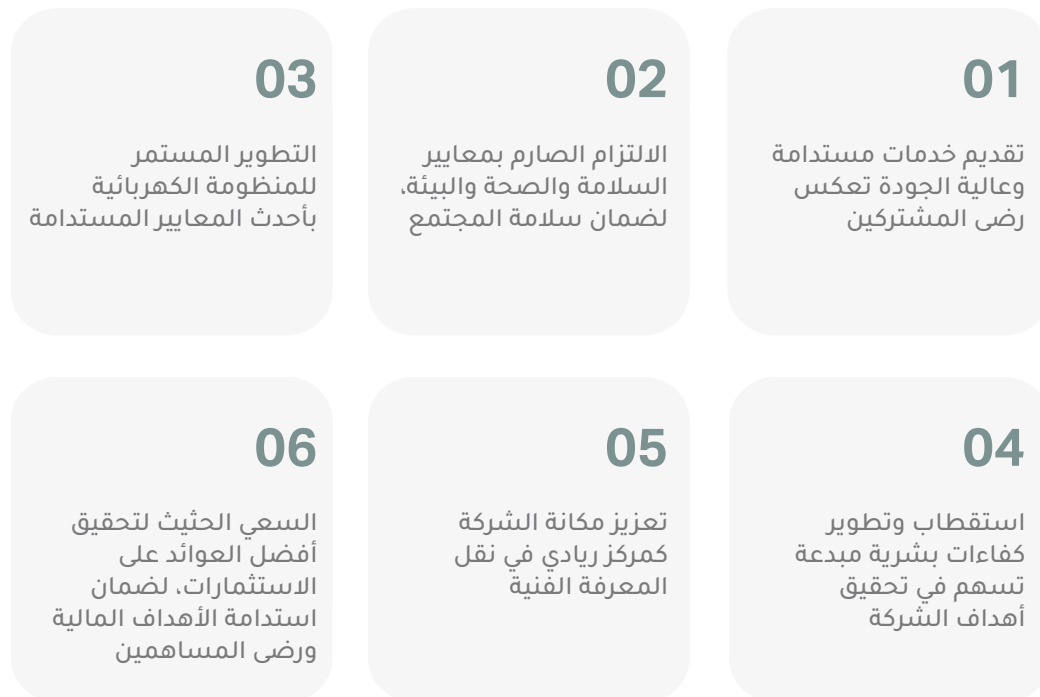 01
تقديم خدمات مستدامة
وعالية الجودة تعكس
رضى المشتركين
02
الالتزام الصارم بمعايير
السلامة والصحة والبيئة،
لضمان سلامة المجتمع
03
التطوير المستمر
للمنظومة الكهربائية
بأحدث المعايير المستدامة
04
استقطاب وتطوير
كفاءات بشرية مبدعة
تسهم في تحقيق
أهداف الشركة
05
تعزيز مكانة الشركة
كمركز ريادي في نقل
المعرفة الفنية
06
السعي الحثيث لتحقيق
أفضل العوائد على
الاستثمارات، لضمان
استدامة الأهداف المالية
ورضى المساهمين